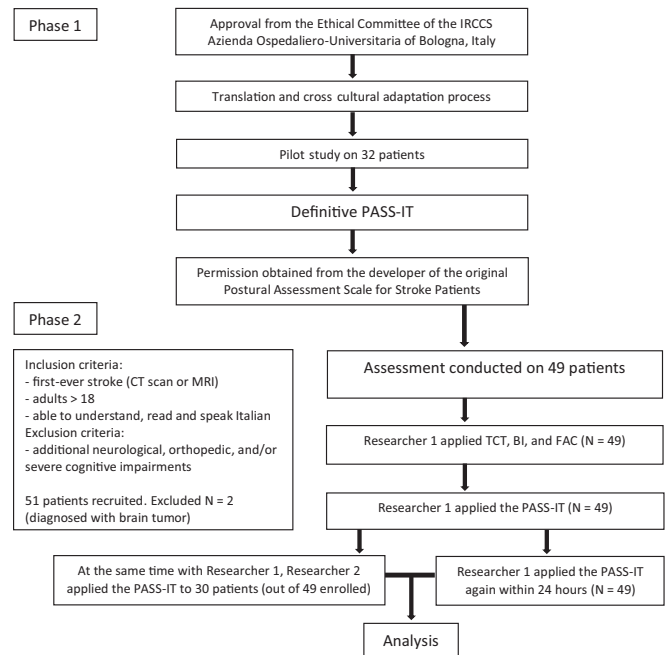 Phase 1
Approval from the Ethical Committee of the IRCCS
Azienda Ospedaliero-Universitaria of Bologna, Italy
Translation and cross cultural adaptation process
Pilot study on 32 patients
Definitive PASS-IT
Permission obtained from the developer of the original
Postural Assessment Scale for Stroke Patients
Phase 2
Inclusion criteria:
- first-ever stroke (CT scan or MRI)
- adults > 18
- able to understand, read and speak Italian
Exclusion criteria:
- additional neurological, orthopedic, and/or
severe cognitive impairments
51 patients recruited. Excluded N = 2
(diagnosed with brain tumor)
Assessment conducted on 49 patients
Researcher 1 applied TCT, BI, and FAC (N = 49)
Researcher 1 applied the PASS-IT (N = 49)
At the same time with Researcher 1, Researcher 2
applied the PASS-IT to 30 patients (out of 49 enrolled)
Researcher 1 applied the PASS-IT
again within 24 hours (N = 49)
Analysis